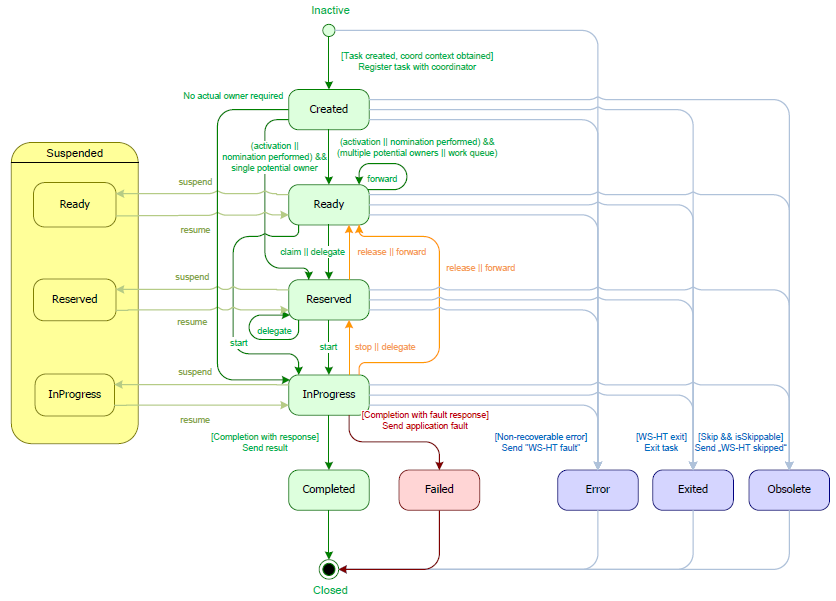 Inactive
[Task created, coord context obtained]
Register task with coordinator
No actual owner required
Created
(activation ||
nomination performed) &&
single potential owner
(activation || nomination performed) &&
(multiple potential owners || work queue)
Suspended
forward
suspend
Ready
Ready
resume
claim || delegate
release || forward
release || forward
suspend
Reserved
Reserved
resume
delegate
start
start
stop || delegate
suspend
InProgress
InProgress
resume
[Completion with fault response]
Send application fault
[Completion with response]
Send result
[Non-recoverable error]
Send "WS-HT fault"
[WS-HT exit]
Exit task
[Skip && isSkippable]
Send „WS-HT skipped"
Completed
Failed
Error
Exited
Obsolete
Closed